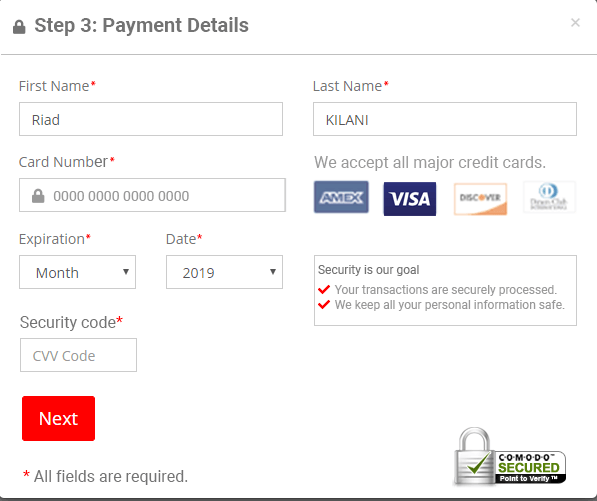 Step 3: Payment Details ×
First Name* Last Name*
Riad KILANI
Card Number* We accept all major credit cards.
0000 0000 0000 0000 AMEX VISA DISCOVER Diners Club INTERNATIONAL
Expiration* Date*
Month 2019
Security is our goal
Your transactions are securely processed.
We keep all your personal information safe.
Security code*
CVV Code
Next
COMODO™
SECURED
Point to Verify™
* All fields are required.